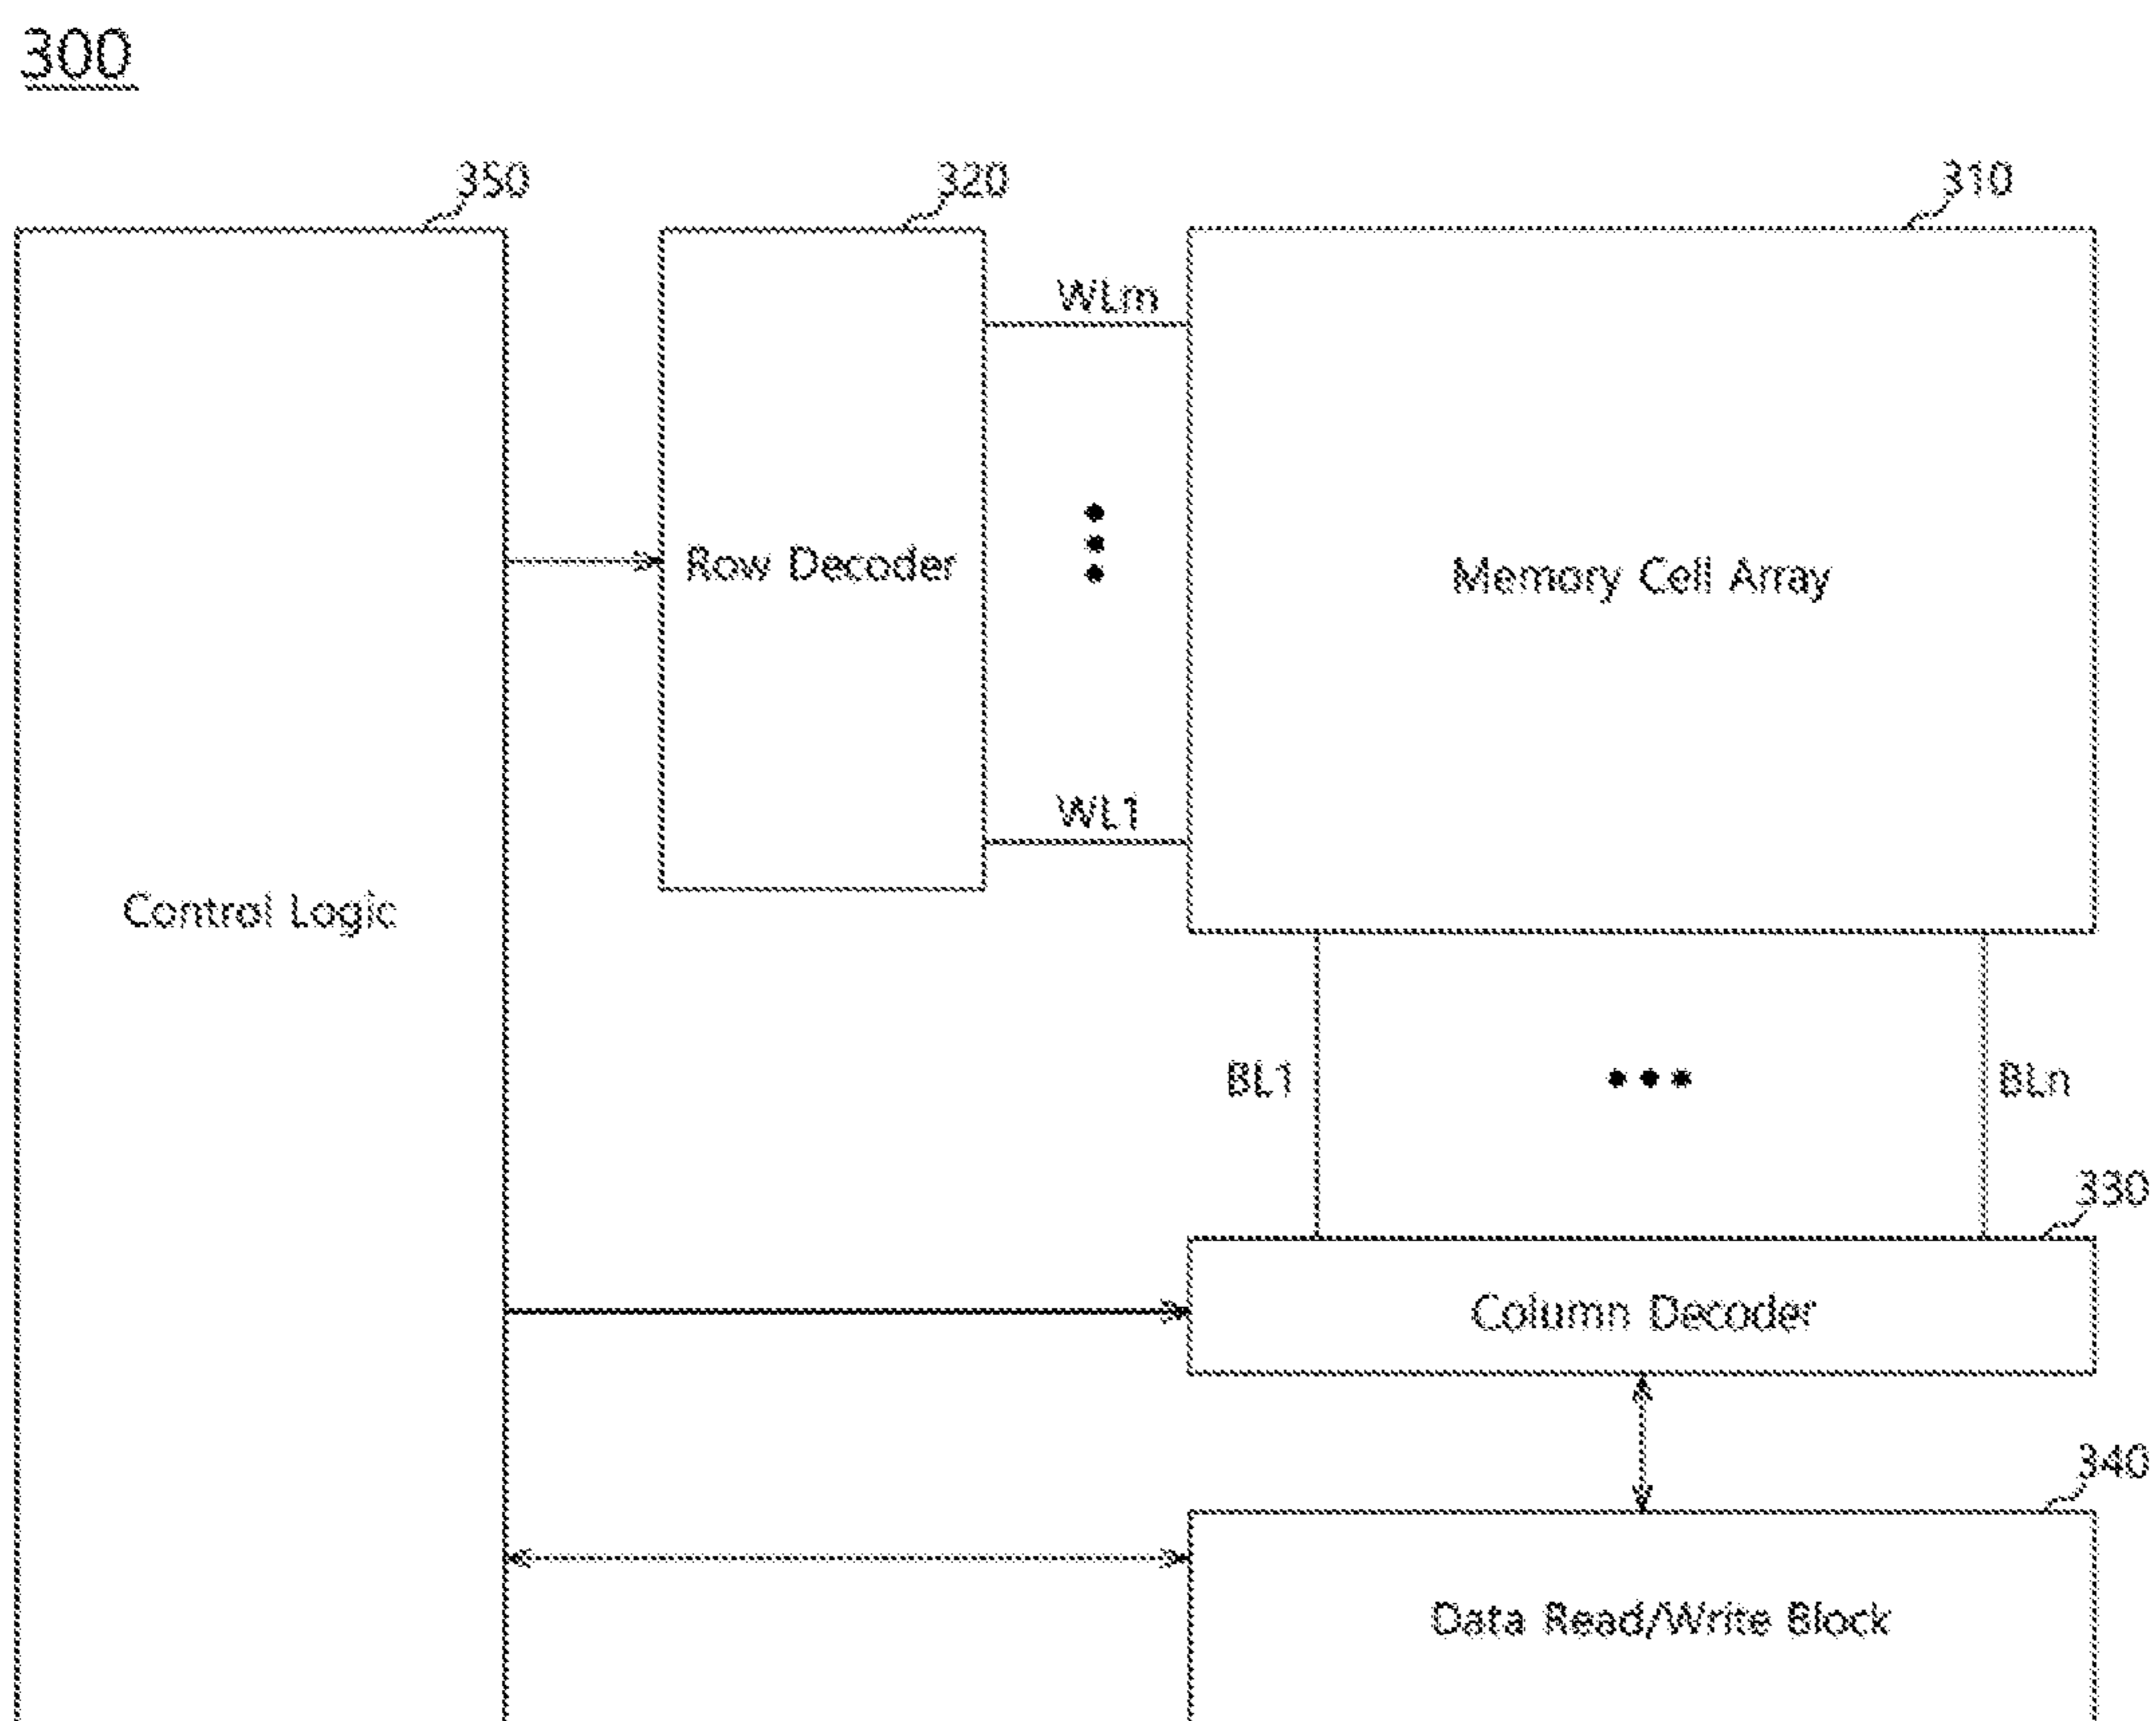 300
350
320
310
WLm
Row Decoder
Memory Cell Array
WL1
Control Logic
BL1
BLn
330
Column Decoder
340
Data Read/Write Block